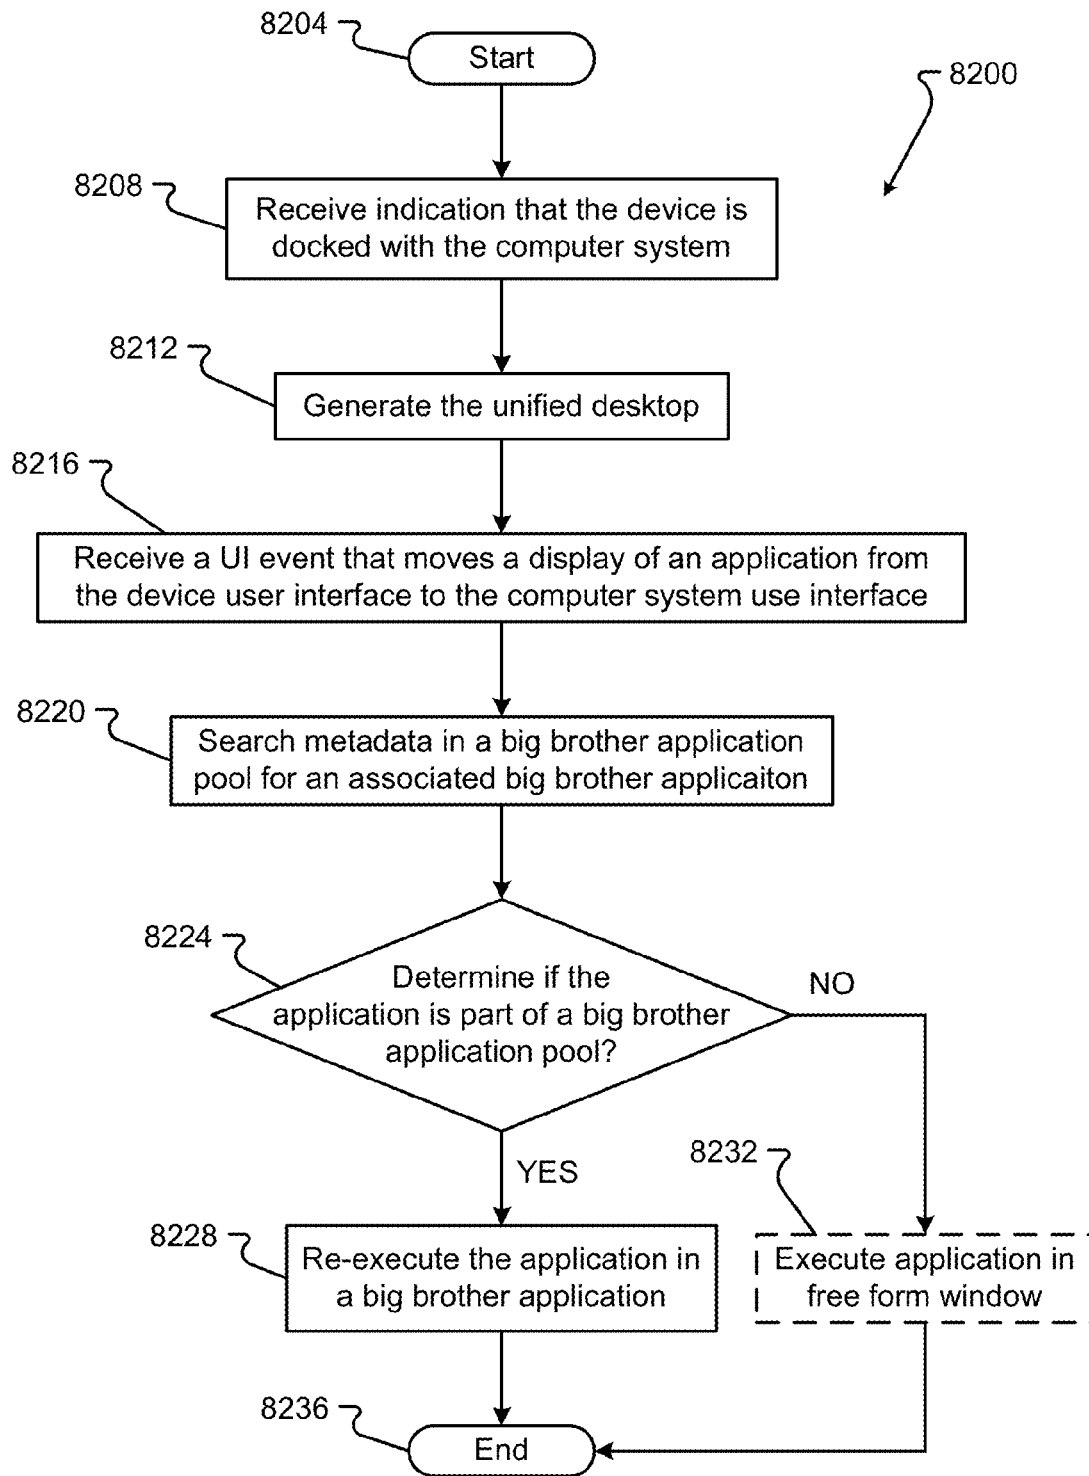 8204
Start
8200
8208
Receive indication that the device is
docked with the computer system
8212
Generate the unified desktop
8216
Receive a UI event that moves a display of an application from
the device user interface to the computer system use interface
8220
Search metadata in a big brother application
pool for an associated big brother applicaiton
8224
Determine if the
application is part of a big brother
application pool?
NO
YES
8232
8228
Re-execute the application in
a big brother application
Execute application in
free form window
8236
End